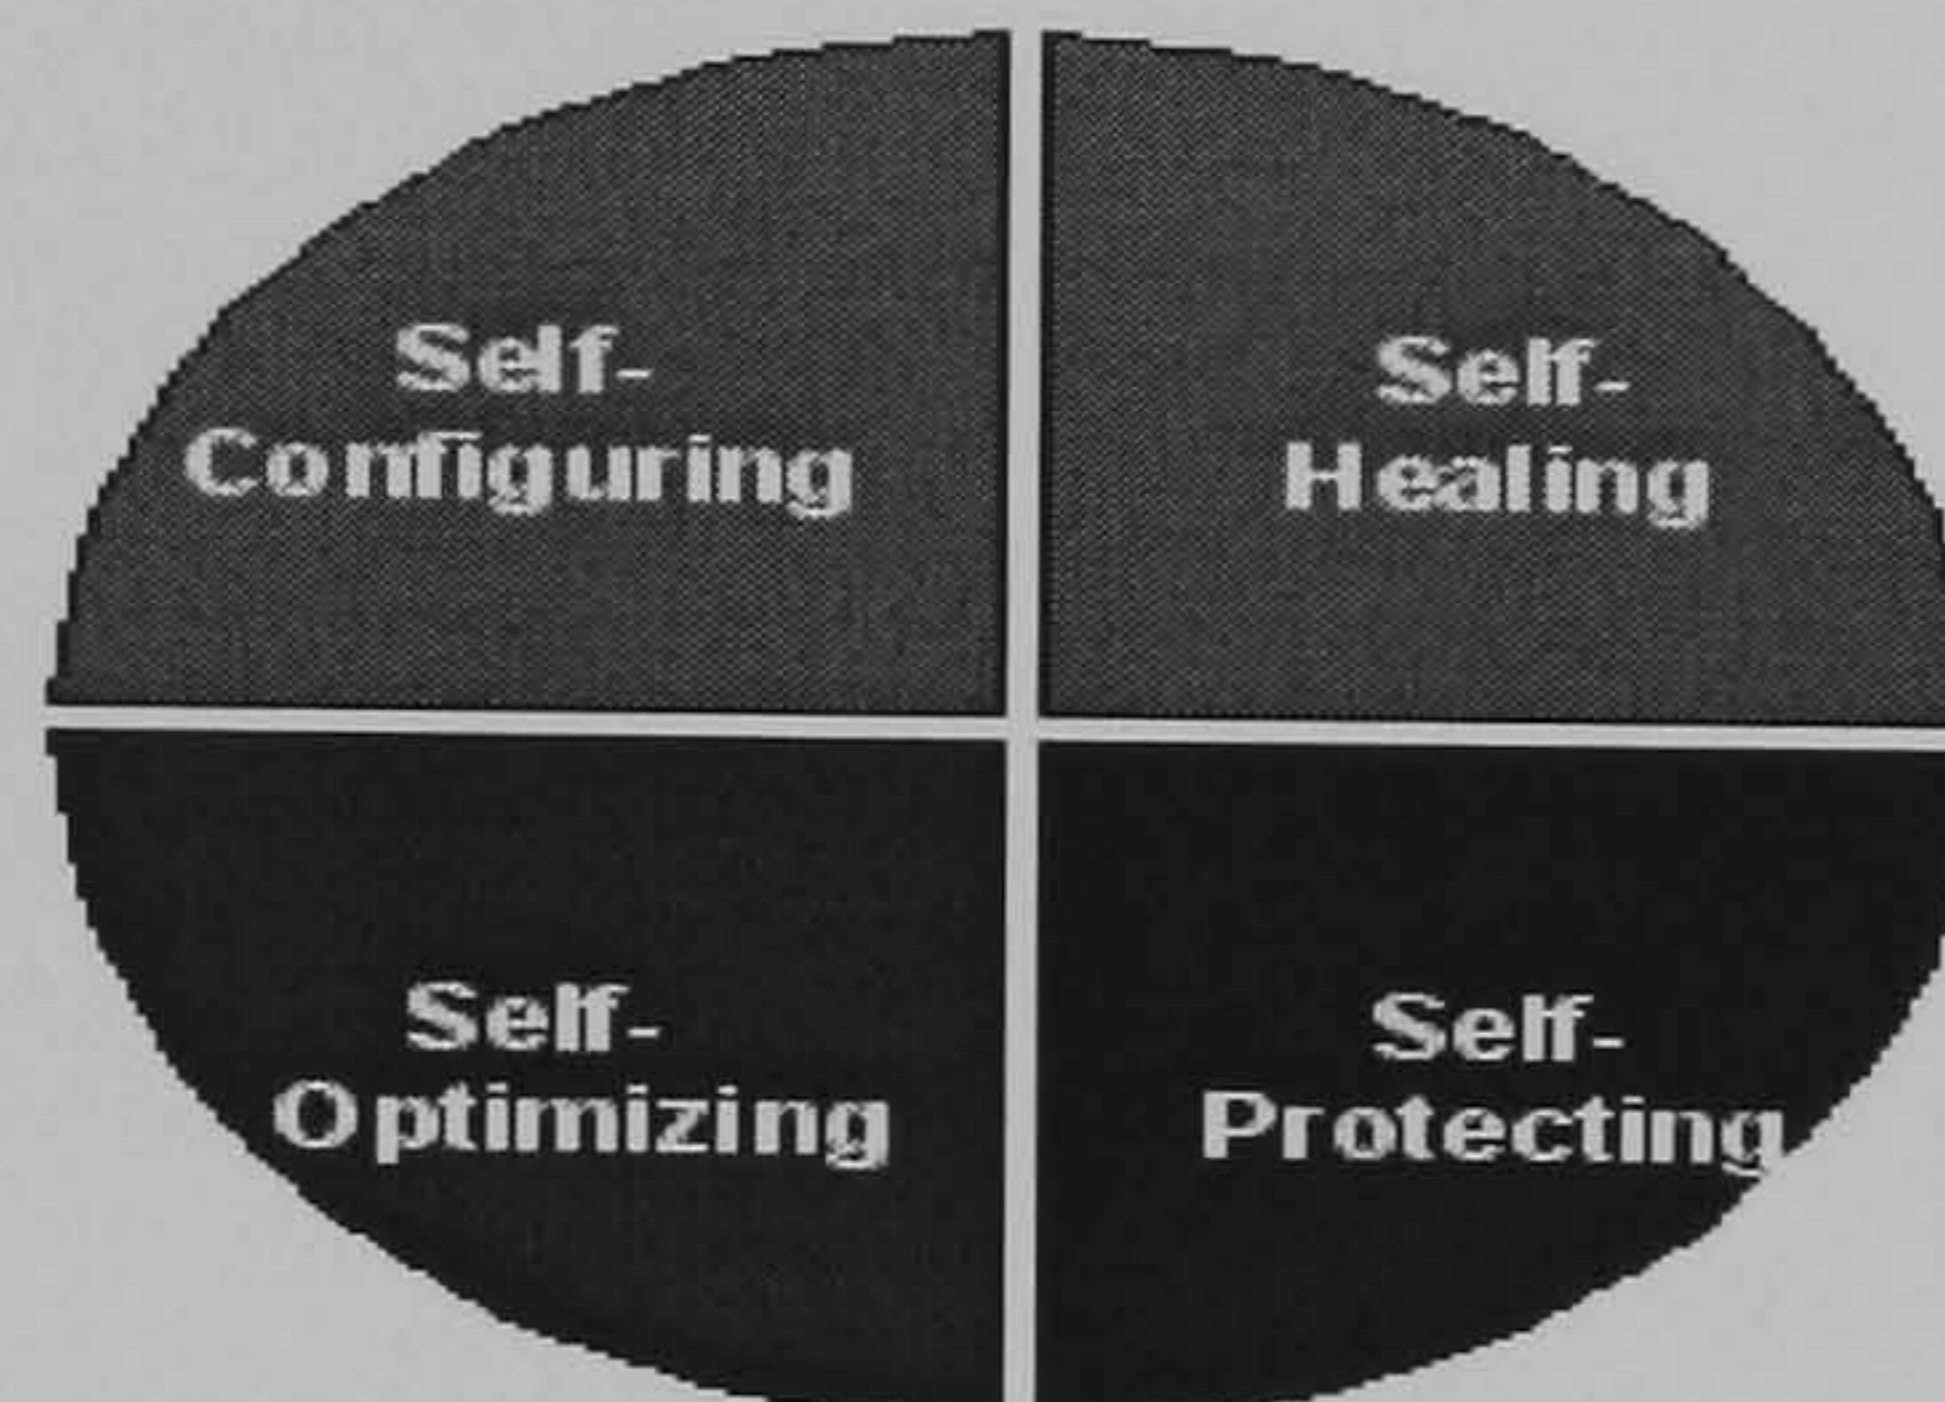 Self-
Configuring
Self-
Healing
Self-
Optimizing
Self-
Protecting